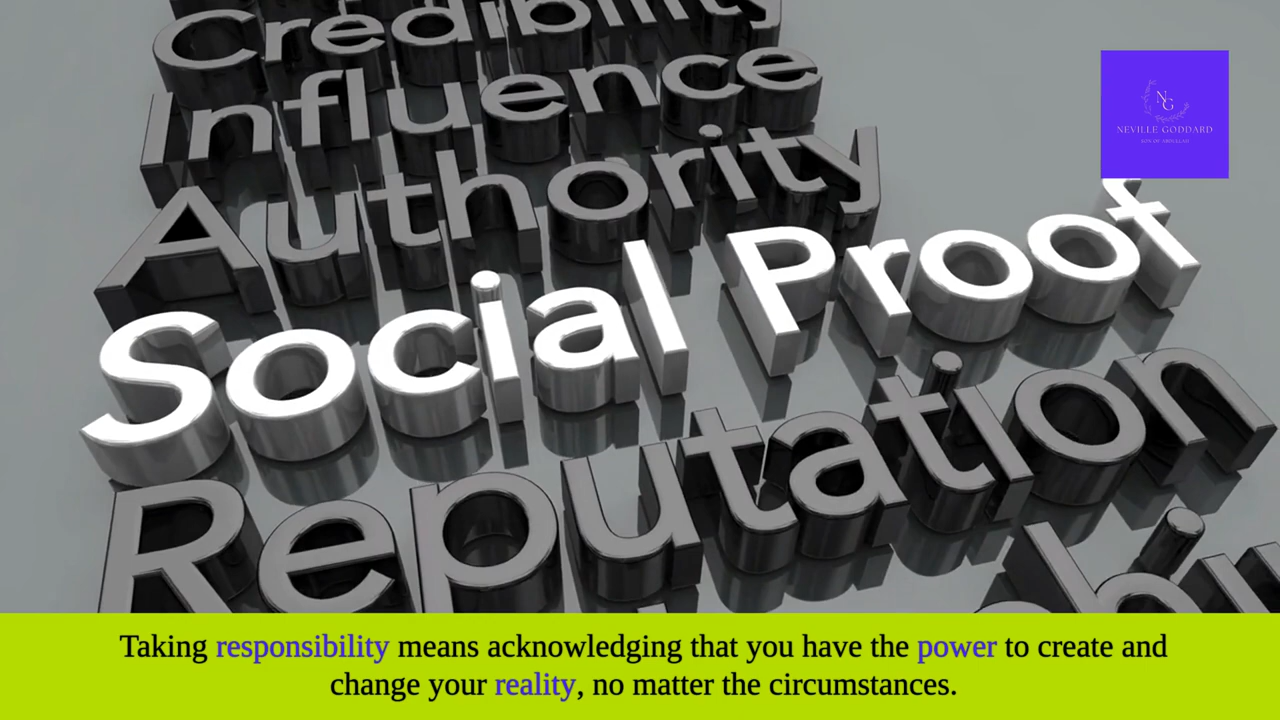 Credibility
Influence
Authority
Social Proof
Reputation
NG
NEVILLE GODDARD
Taking responsibility means acknowledging that you have the power to create and
change your reality, no matter the circumstances.